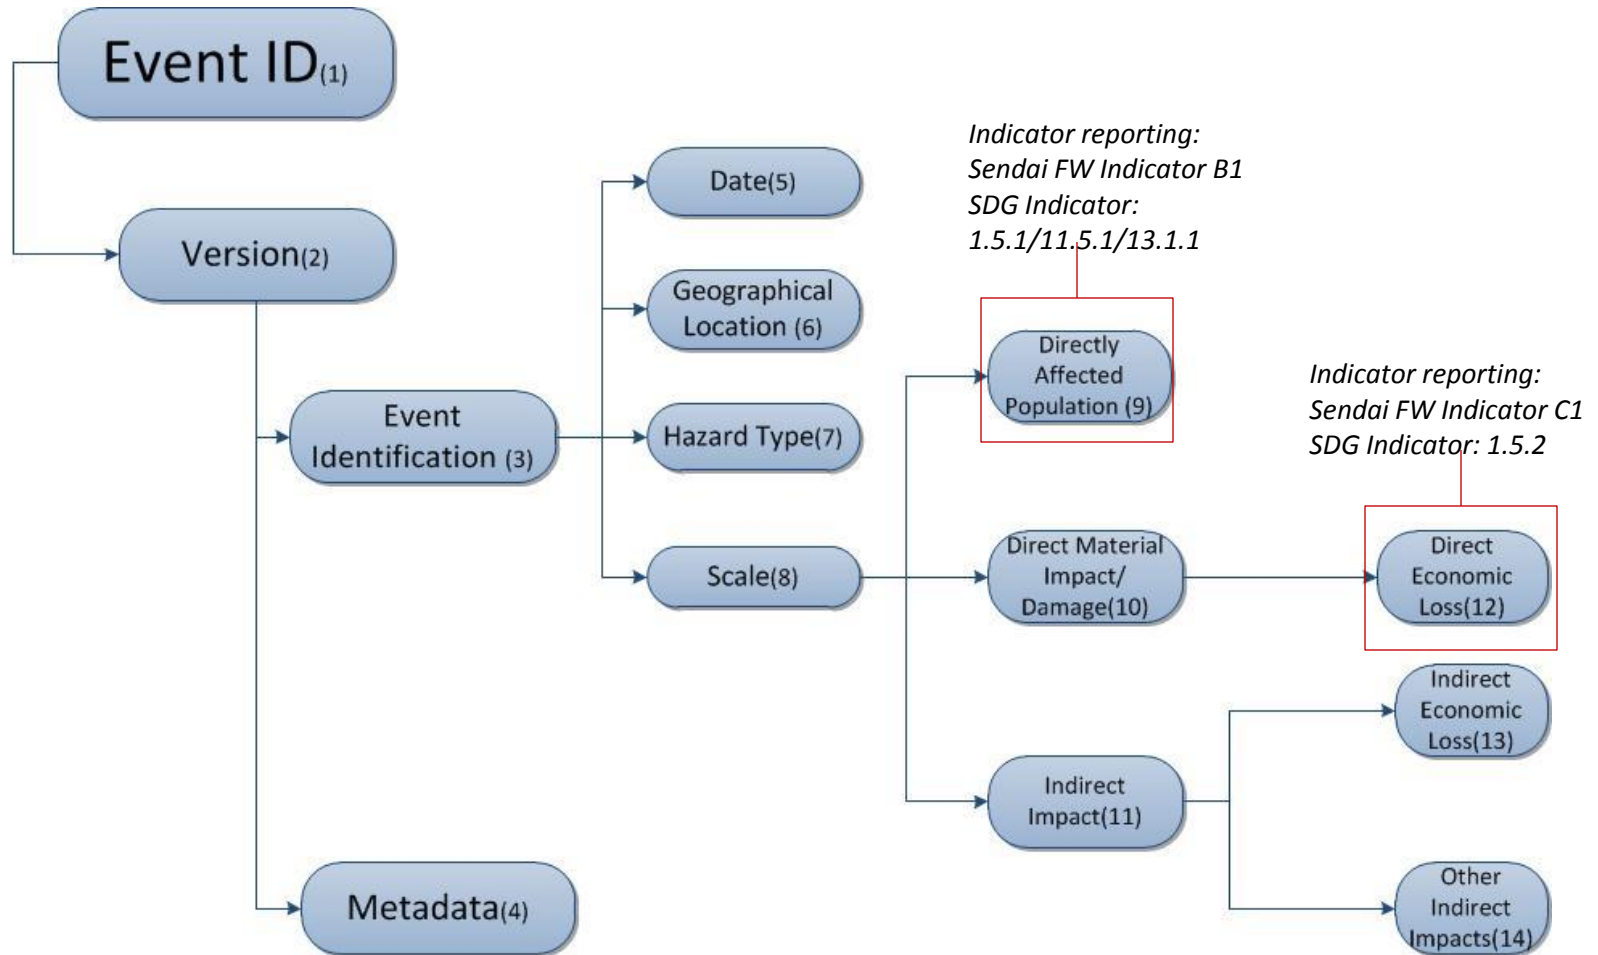 Event ID(1)
Version(2)
Event
Identification (3)
Metadata(4)
Date(5)
Geographical
Location (6)
Hazard Type(7)
Scale(8)
Indicator reporting:
Sendai FW Indicator B1
SDG Indicator:
1.5.1/11.5.1/13.1.1
Directly
Affected
Population (9)
Direct Material
Impact/
Damage(10)
Indirect
Impact(11)
Indicator reporting:
Sendai FW Indicator C1
SDG Indicator: 1.5.2
Direct
Economic
Loss(12)
Indirect
Economic
Loss(13)
Other
Indirect
Impacts(14)